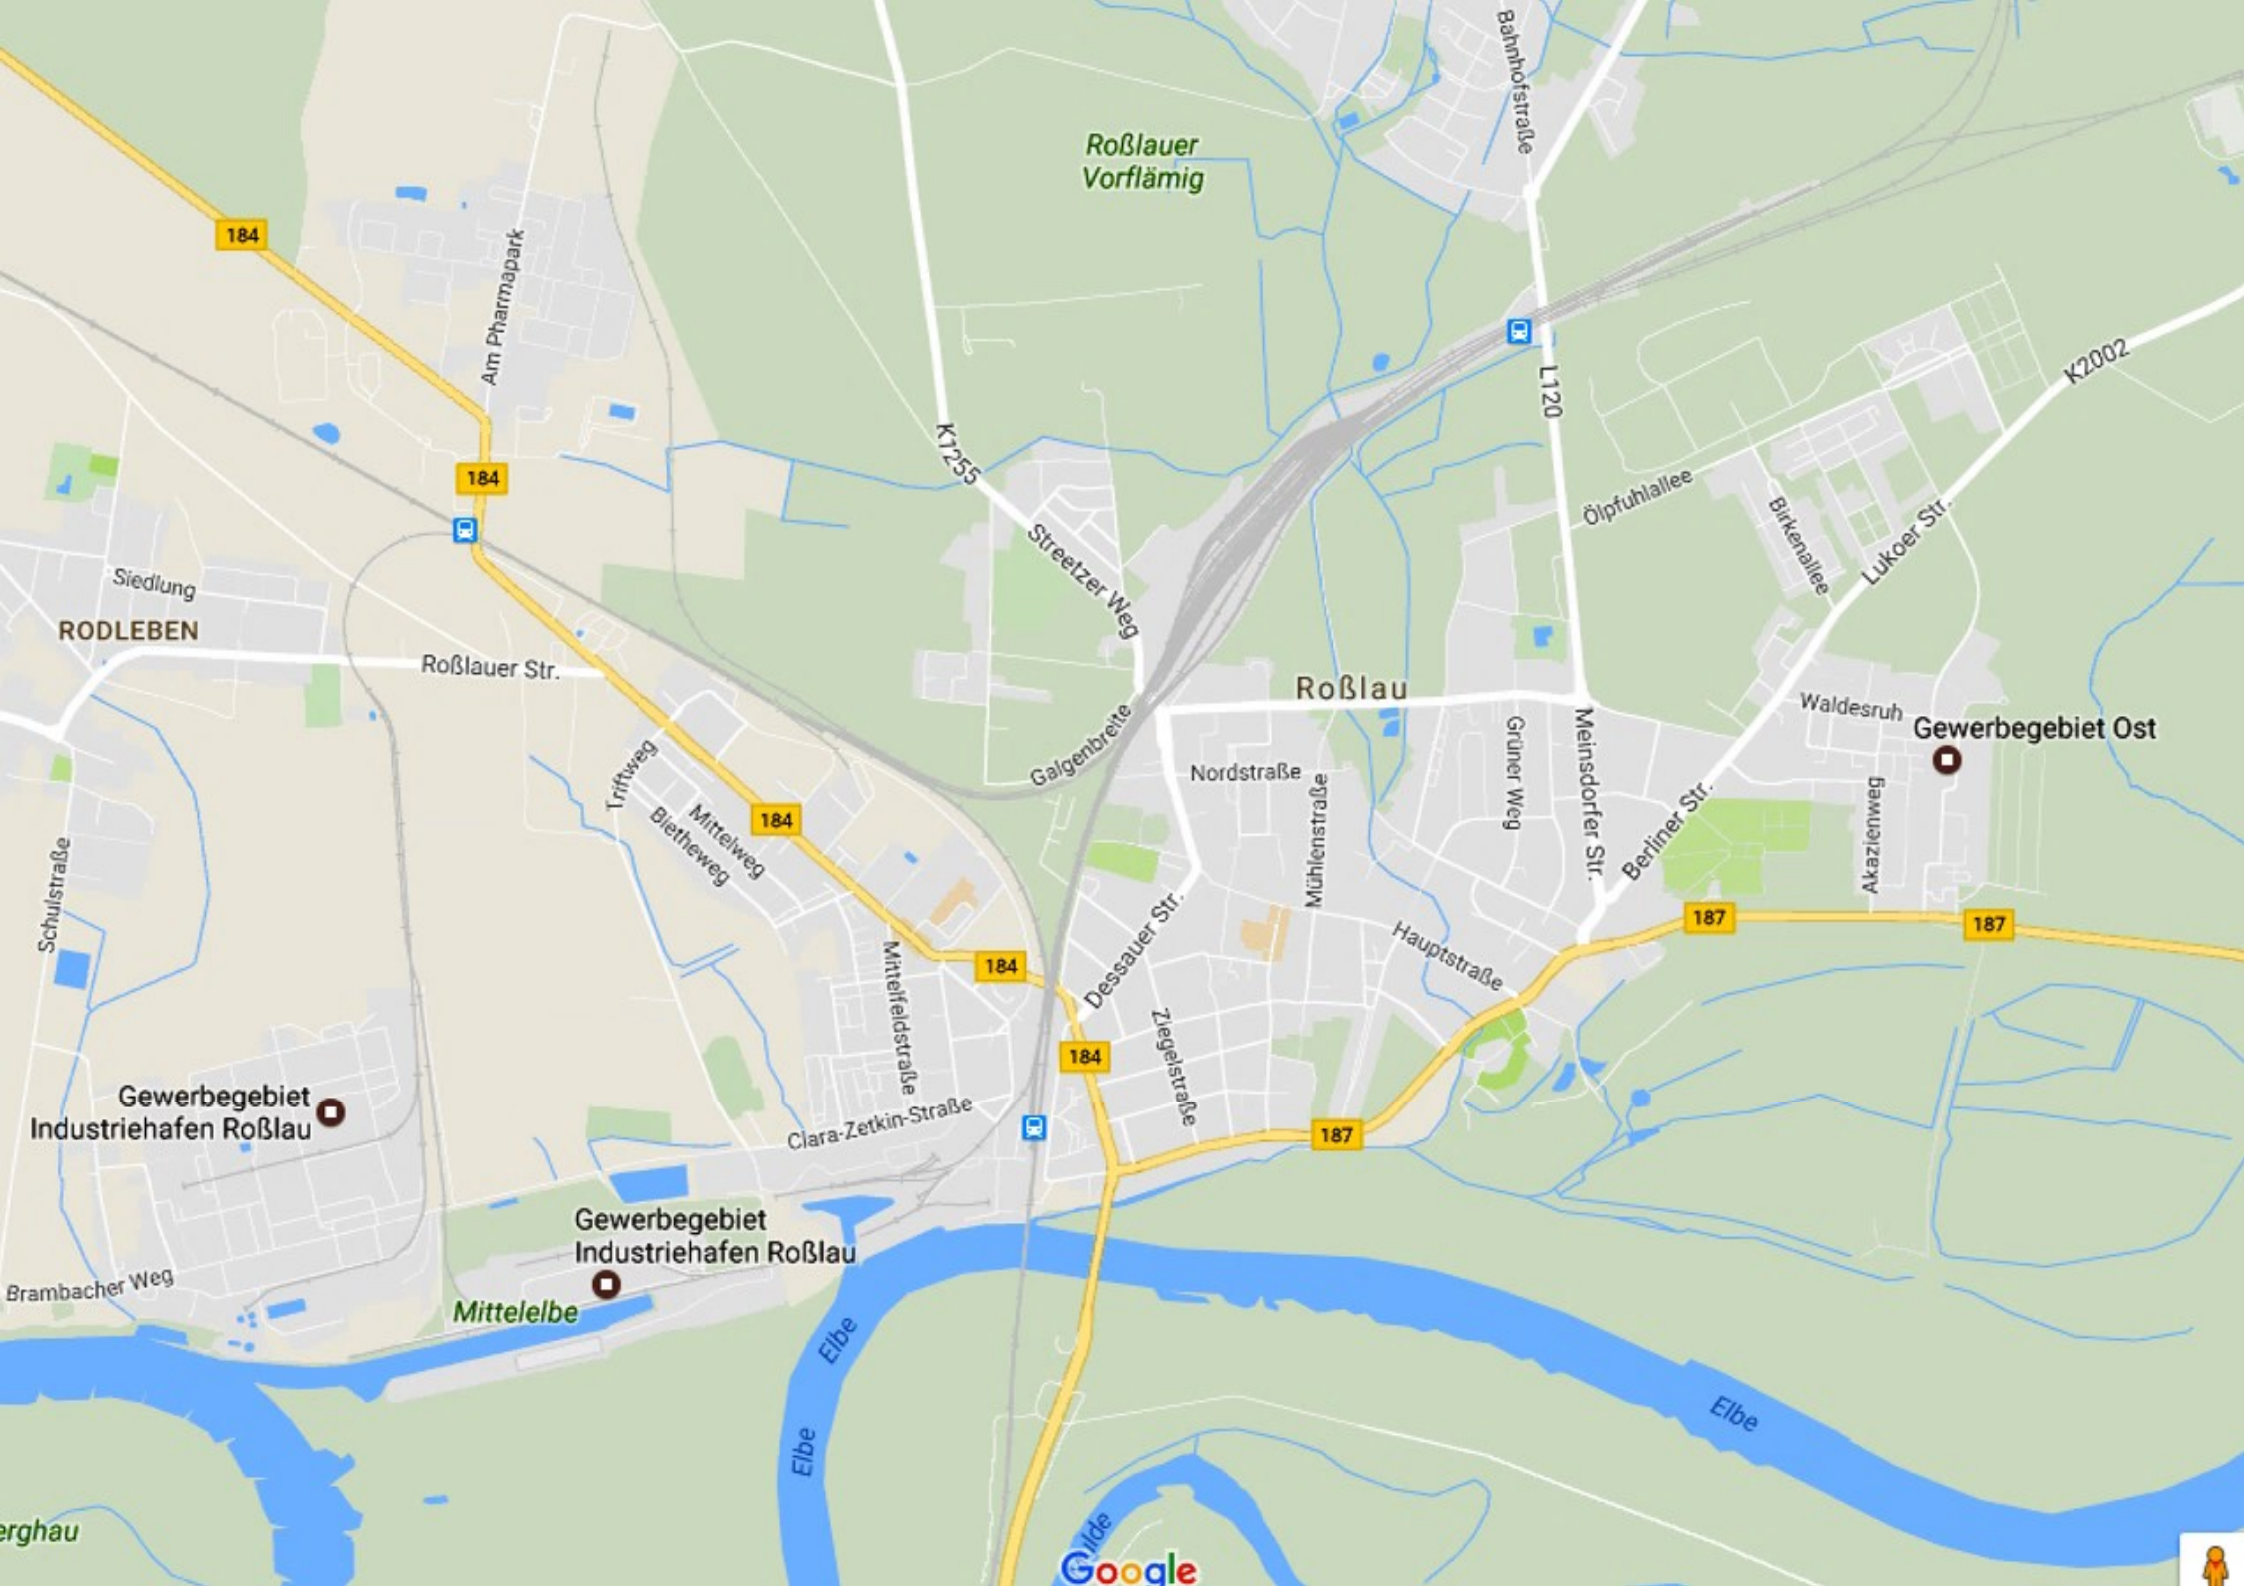 Bahnhofstraße
Roßlauer
Vorflämig
184
Am Pharmapark
L120
K2002
K1255
184
Ölpfuhlallee
Birkenallee
Lukoer Str.
Streetzer Weg
Siedlung
RODLEBEN
Roßlauer Str.
Roßlau
Waldesruh
Gewerbegebiet Ost
Galgenbreite
Grüner Weg
Meinsdorfer Str.
Nordstraße
Triftweg
Mühlenstraße
Mittelweg
Bletheweg
184
Berliner Str.
Akazienweg
Schulstraße
187
187
Hauptstraße
Dessauer Str.
184
Mittelfeldstraße
184
Ziegelstraße
Gewerbegebiet
Industriehafen Roßlau
Clara-Zetkin-Straße
187
Gewerbegebiet
Industriehafen Roßlau
Brambacher Weg
Mittelelbe
Elbe
Elbe
Elbe
erghau
ulde
Google